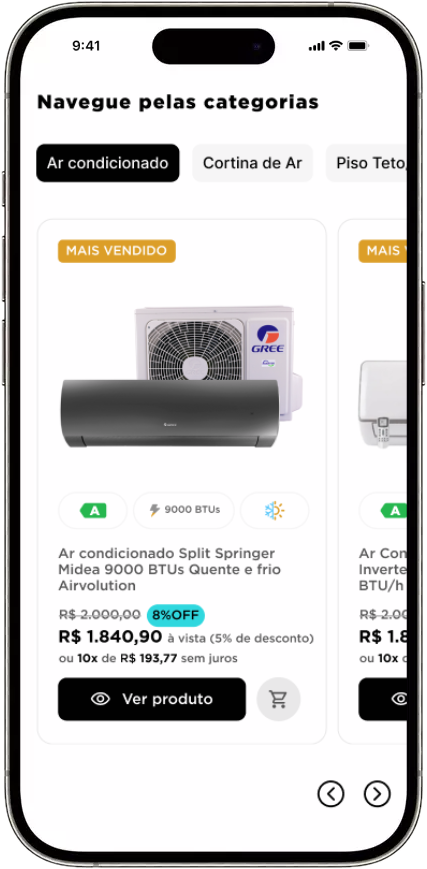 9:41
Navegue pelas categorias
Ar condicionado
Cortina de Ar
Piso Teto,
MAIS VENDIDO
MAIS
GREE
A
9000 BTUs
A
Ar condicionado Split Springer
Midea 9000 BTUs Quente e frio
Airvolution
Ar Con
Inverte
BTU/h
R$ 2.000,00 8%OFF
R$ 1.840,90 à vista (5% de desconto)
ou 10x de R$ 193,77 sem juros
R$ 2.00
R$ 1.8
ou 10x
Ver produto